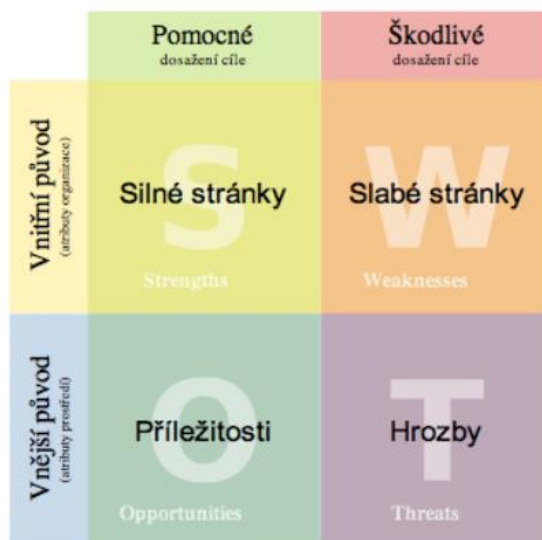 Pomocné
dosažení cíle
Škodlivé
dosažení cíle
Vnitřní původ
(atributy organizace)
S
Silné stránky
Strengths
W
Slabé stránky
Weaknesses
Vnější původ
(atributy prostředí)
O
Příležitosti
Opportunities
T
Hrozby
Threats